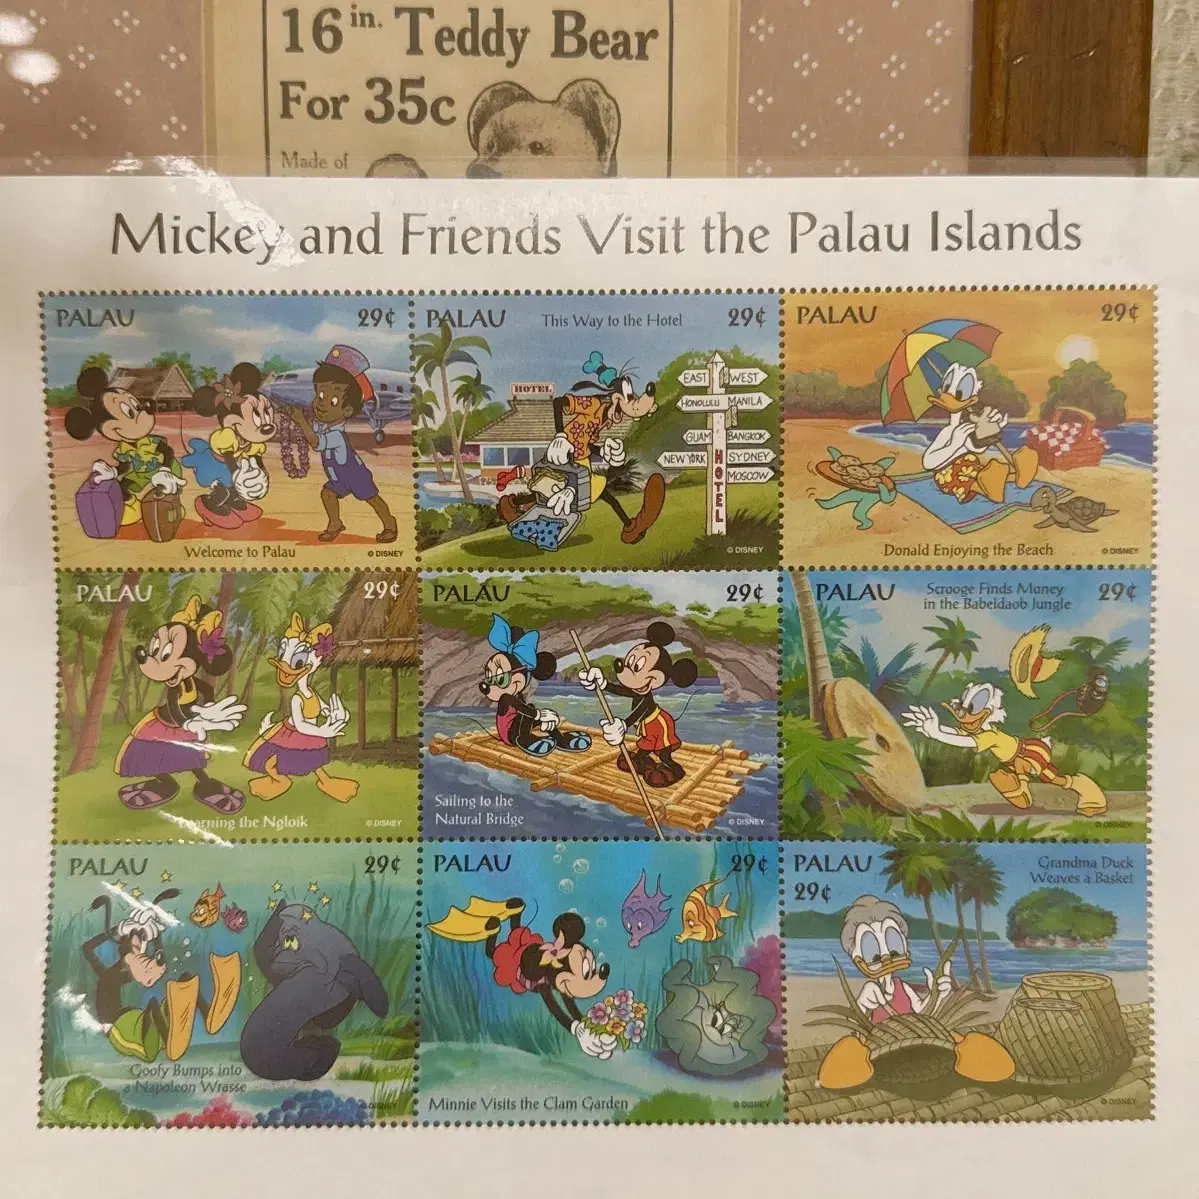 16 in. Teddy Bear
For 35c
Made of
Mickey and Friends Visit the Palau Islands
PALAU 29¢
Welcome to Palau
© DISNEY
PALAU This Way to the Hotel 29¢
HOTEL
EAST WEST
HONOLULU MANILA
GUAM BANGKOK
NEW YORK SYDNEY
MOSCOW
HOTEL
© DISNEY
PALAU 29¢
Donald Enjoying the Beach
© DISNEY
PALAU 29¢
Learning the Ngloik
© DISNEY
PALAU 29¢
Sailing to the
Natural Bridge
© DISNEY
PALAU Scrooge Finds Money 29¢
in the Babeldaob Jungle
© DISNEY
PALAU 29¢
Goofy Bumps into
a Napoleon Wrasse
© DISNEY
PALAU 29¢
Minnie Visits the Clam Garden
© DISNEY
PALAU
29¢
Grandma Duck
Weaves a Basket
© DISNEY